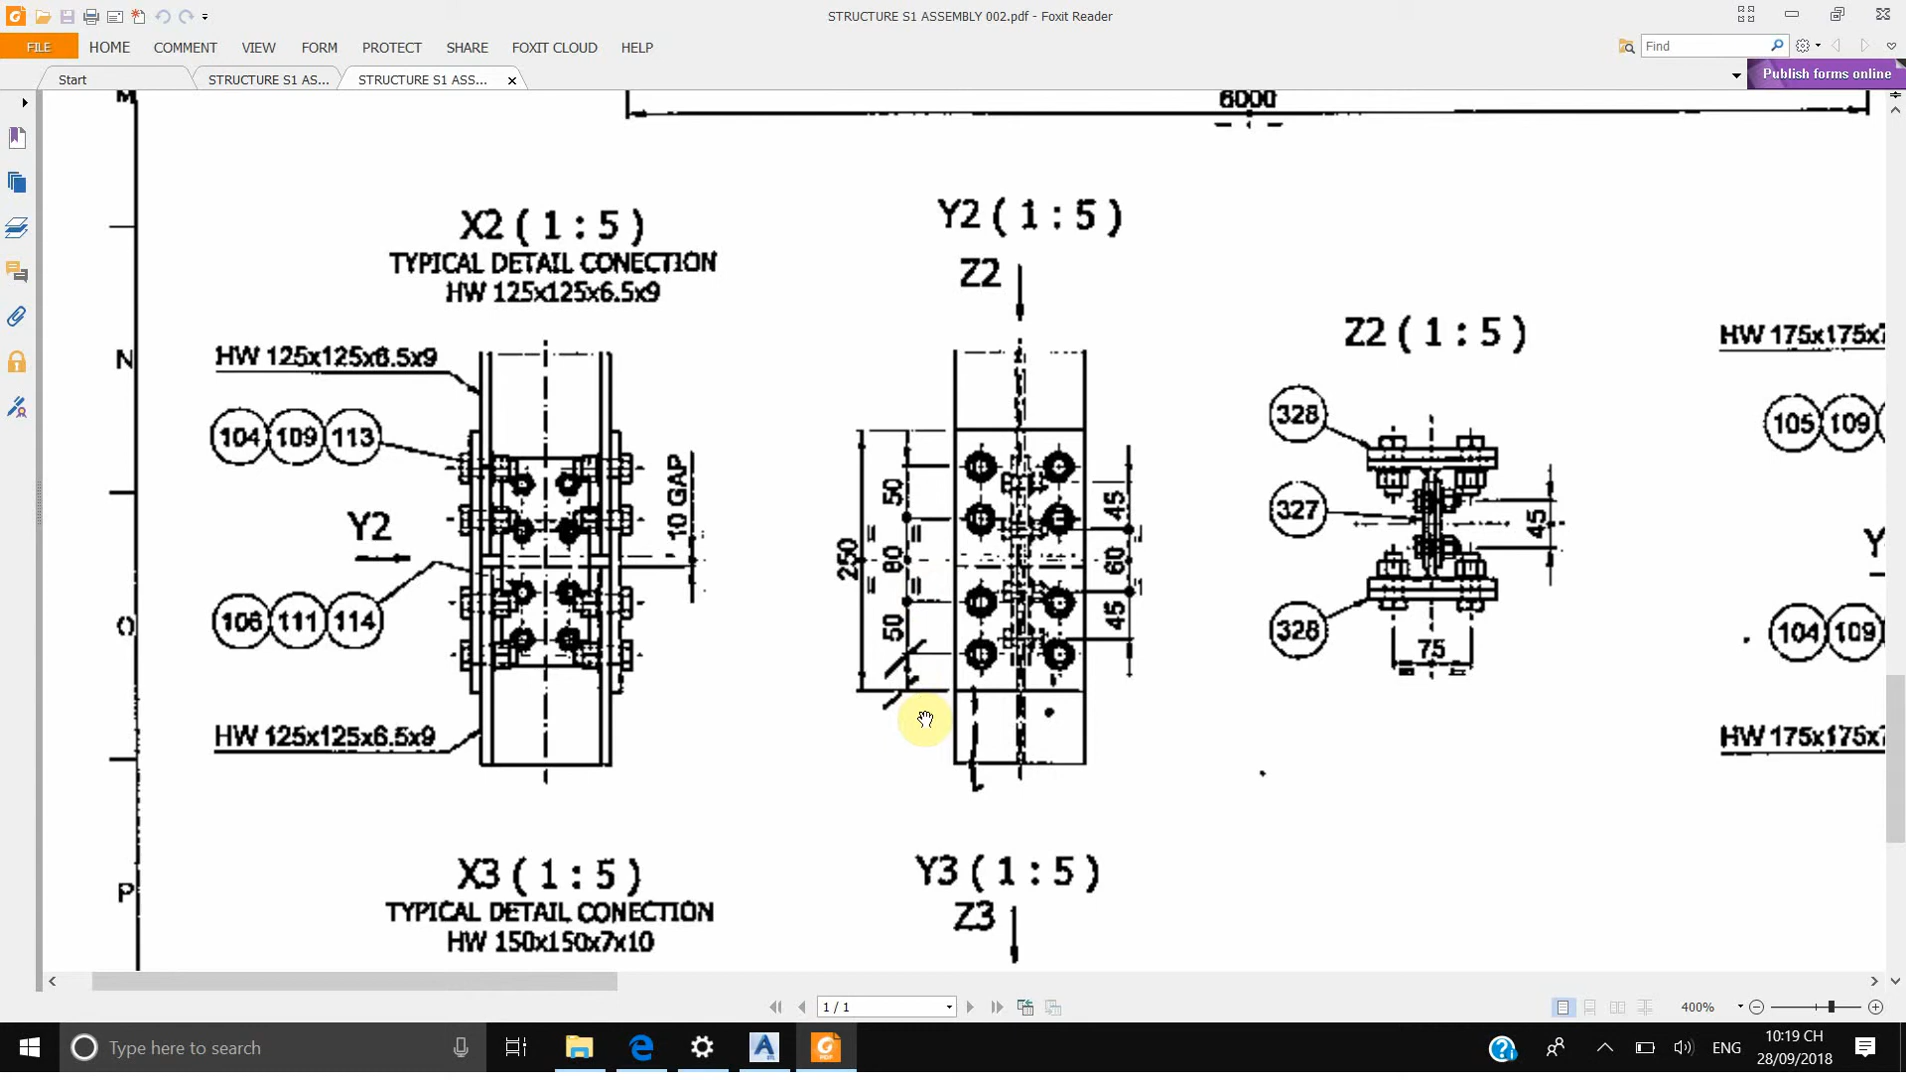 STRUCTURE S1 ASSEMBLY 002.pdf - Foxit Reader
FILE HOME COMMENT VIEW FORM PROTECT SHARE FOXIT CLOUD HELP
Find
Start
STRUCTURE S1 AS...
STRUCTURE S1 ASS...
Publish forms online
M
6000
X2 ( 1 : 5 )
TYPICAL DETAIL CONECTION
HW 125x125x6.5x9
Y2 ( 1 : 5 )
Z2
Z2 ( 1 : 5 )
N
HW 125x125x6.5x9
HW 175x175x7
104 109 113
10 GAP
Y2
106 111 114
HW 125x125x6.5x9
250
50
80
50
45
60
45
328
327
328
45
75
105 109
Y
104 109
HW 175x175x7
O
X3 ( 1 : 5 )
TYPICAL DETAIL CONECTION
HW 150x150x7x10
Y3 ( 1 : 5 )
Z3
P
1 / 1
400%
Type here to search
ENG
10:19 CH
28/09/2018